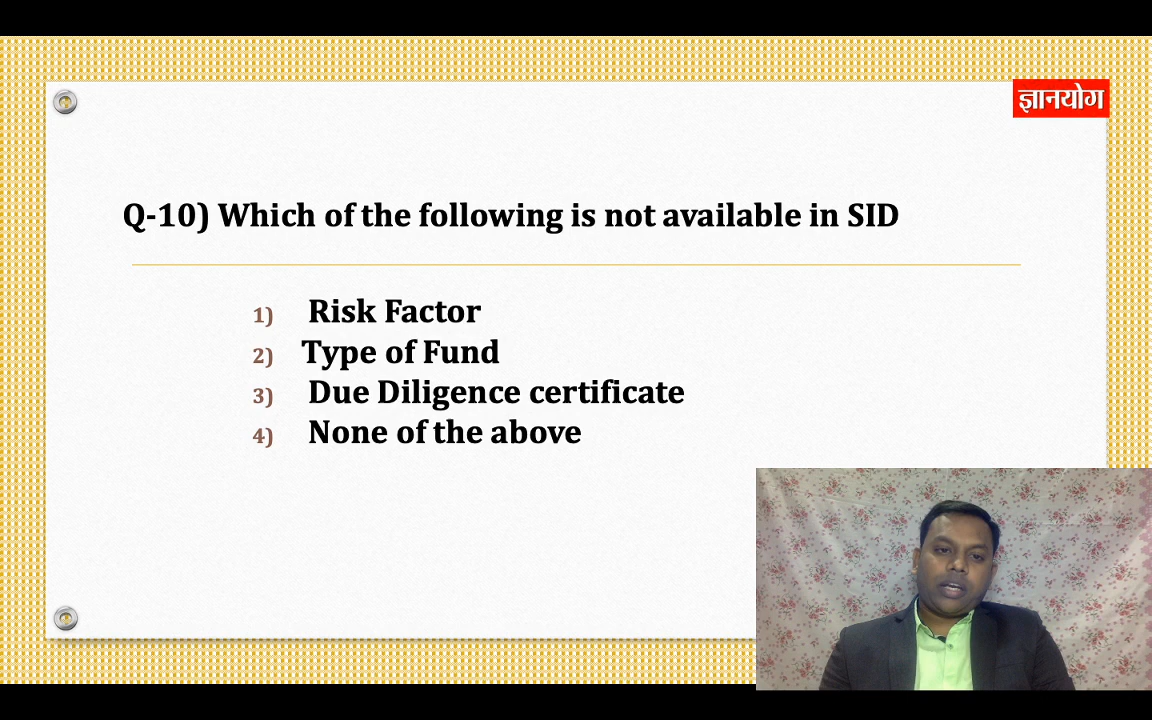 ज्ञानयोग
Q-10) Which of the following is not available in SID
1) Risk Factor
2) Type of Fund
3) Due Diligence certificate
4) None of the above